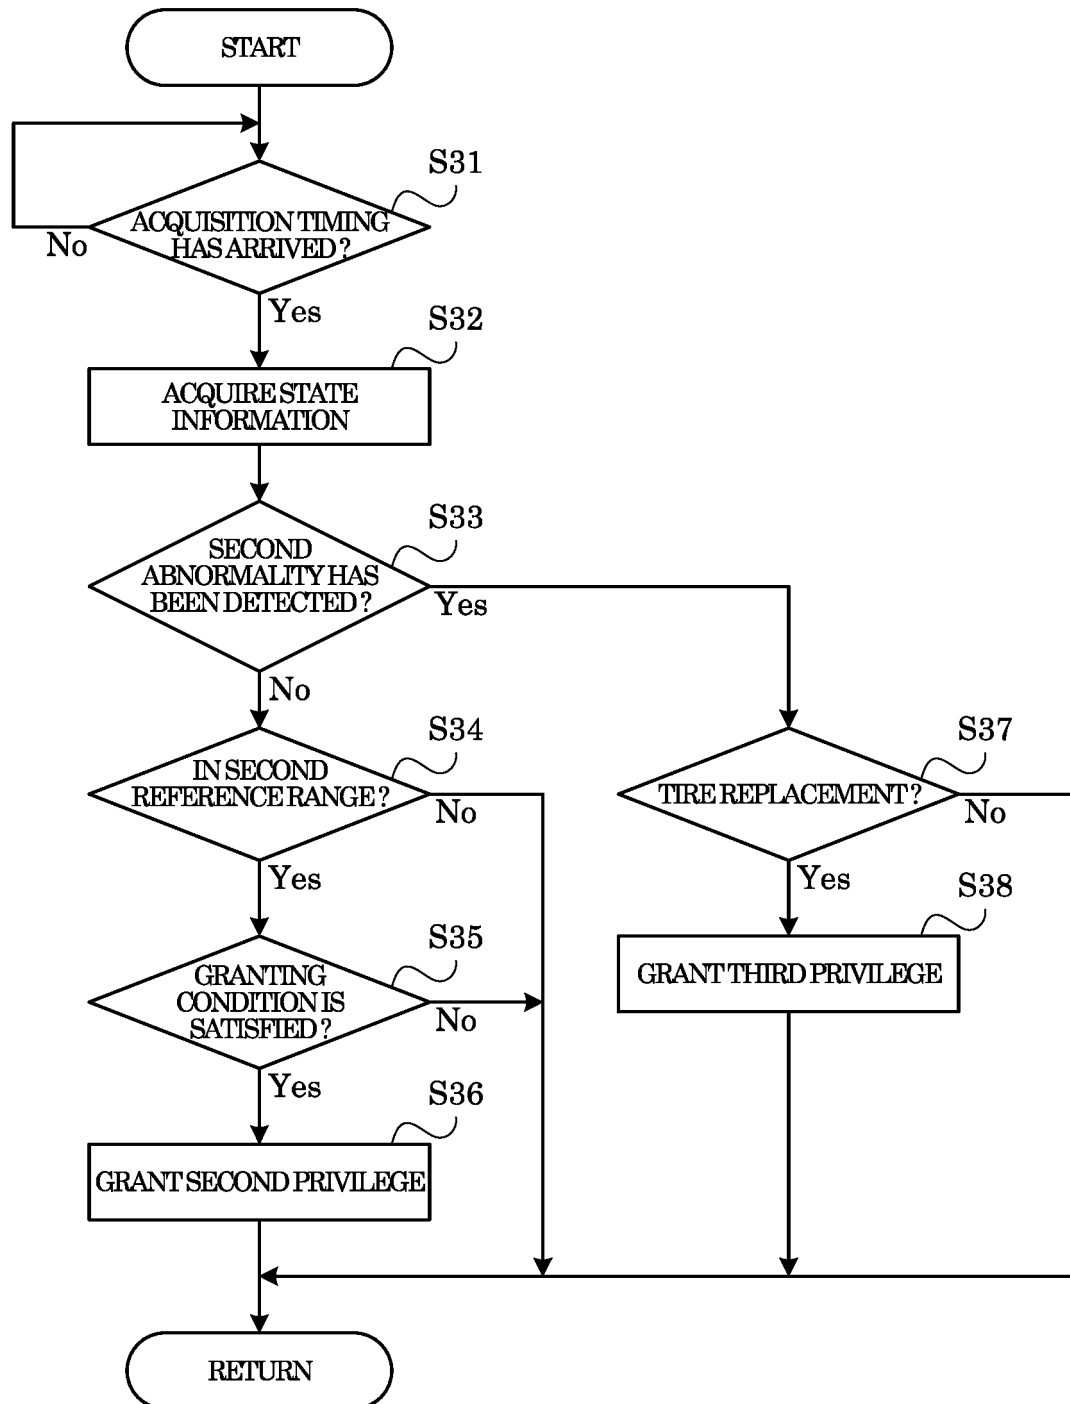 START
S31
ACQUISITION TIMING
HAS ARRIVED?
No
Yes
S32
ACQUIRE STATE
INFORMATION
S33
SECOND
ABNORMALITY HAS
BEEN DETECTED?
Yes
No
S34
IN SECOND
REFERENCE RANGE?
No
Yes
S37
TIRE REPLACEMENT?
No
Yes
S35
GRANTING
CONDITION IS
SATISFIED?
No
Yes
S38
GRANT THIRD PRIVILEGE
S36
GRANT SECOND PRIVILEGE
RETURN